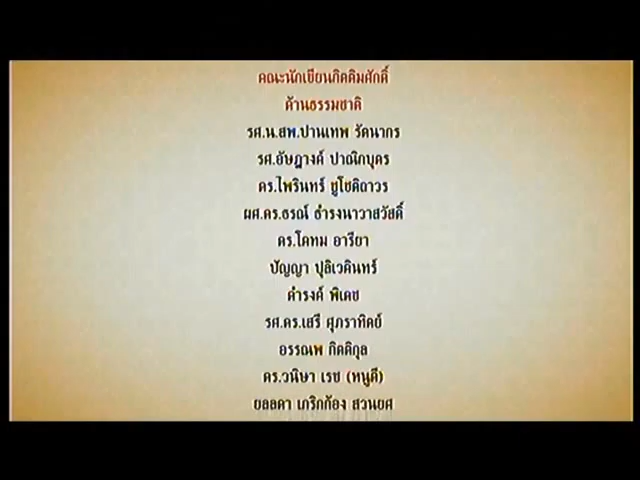 คณะนักเขียนกิตติมศักดิ์
ด้านธรรมชาติ
รศ.น.สพ.ปานเทพ รัตนากร
รศ.อัษฎางค์ ปาณิกบุตร
ดร.ไพรินทร์ ชูโชติถาวร
ผศ.ดร.ธรณ์ ธำรงนาวาสวัสดิ์
ดร.โคทม อารียา
ปัญญา ปุลิเวคินทร์
ดำรงค์ พิเดช
รศ.ดร.เสรี ศุภราทิตย์
อรรณพ กิตติกุล
ดร.วนิษา เรซ (หนูดี)
ยลลดา เกริกก้อง สวนยศ